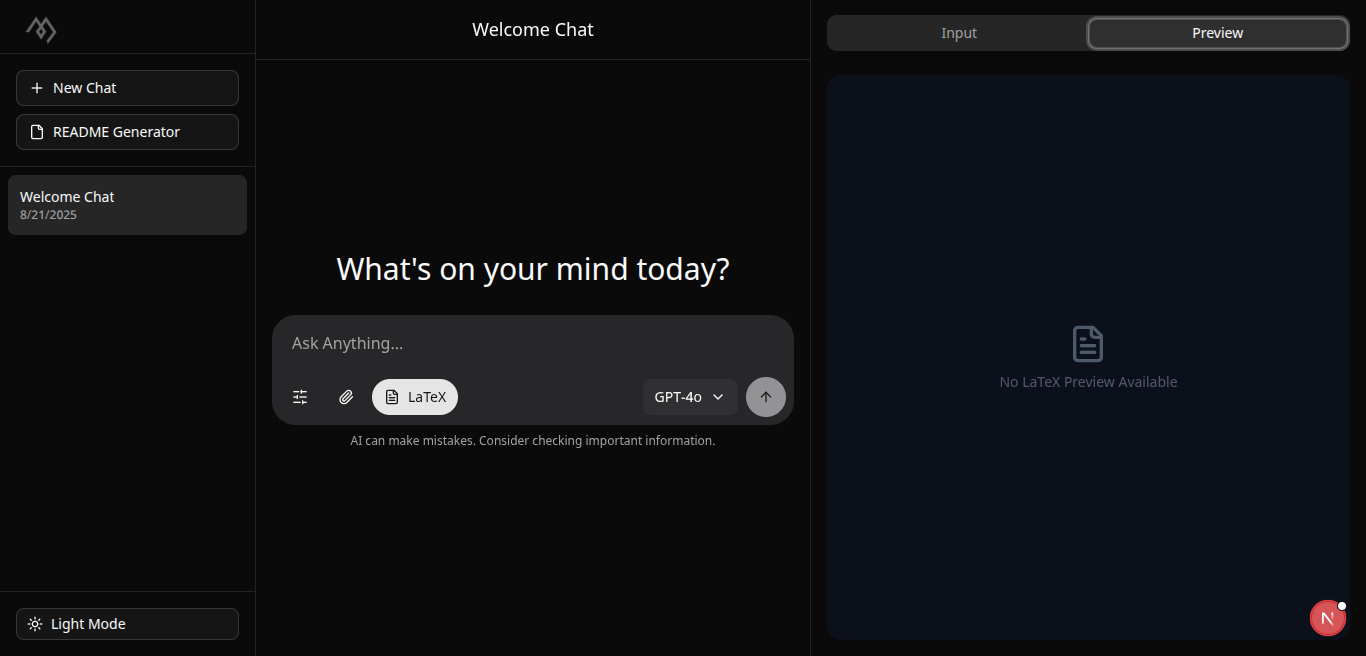 New Chat
README Generator
Welcome Chat
8/21/2025
Light Mode
Welcome Chat
What's on your mind today?
Ask Anything...
LaTeX
GPT-4o
AI can make mistakes. Consider checking important information.
Input
Preview
No LaTeX Preview Available
N